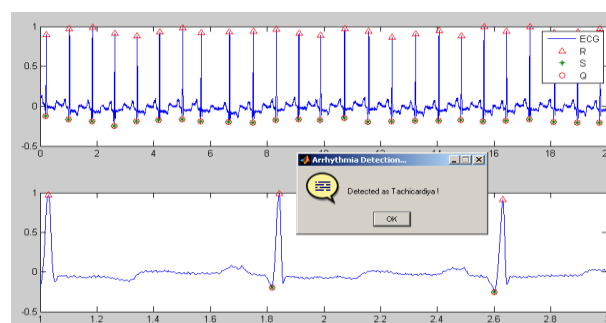 1
0.5
0
-0.5
0 2 4 6 8 10 12 14 16 18 2
ECG
R
S
Q
Arrhythmia Detection...
Detected as Tachicardiya !
OK
1
0.5
0
-0.5
1 1.2 1.4 1.6 1.8 2 2.2 2.4 2.6 2.8